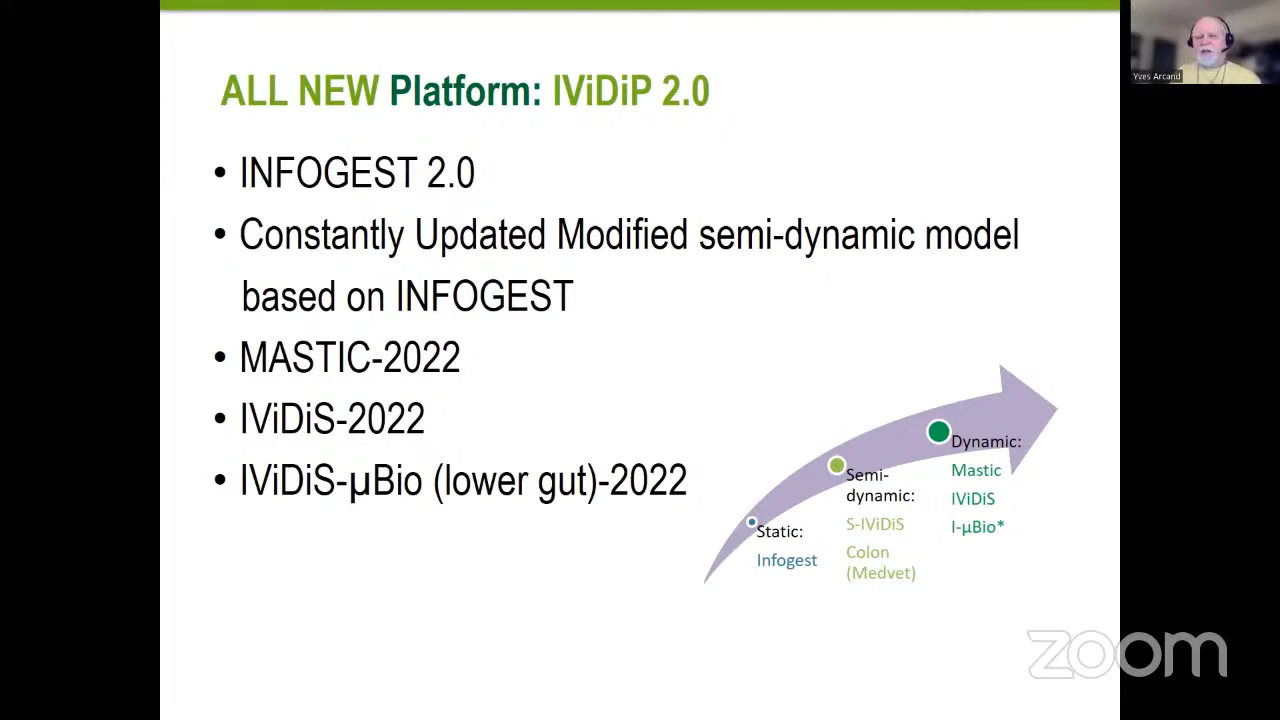 ALL NEW Platform: IViDiP 2.0
Yves Arcand
• INFOGEST 2.0
• Constantly Updated Modified semi-dynamic model
based on INFOGEST
• MASTIC-2022
• IViDiS-2022
• IViDiS-µBio (lower gut)-2022
Static:
Infogest
Semi-
dynamic:
S-IViDiS
Colon
(Medvet)
Dynamic:
Mastic
IViDiS
I-µBio*
zoom